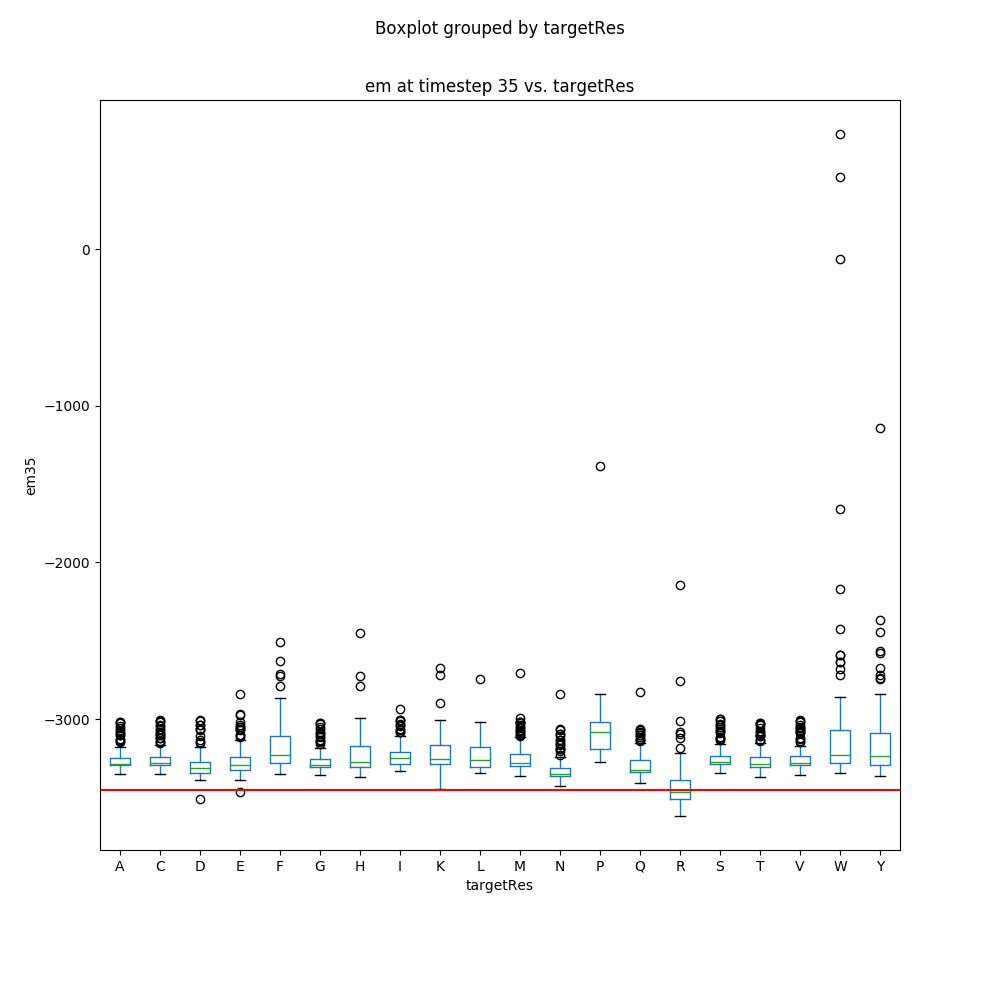 Boxplot grouped by targetRes
em at timestep 35 vs. targetRes
0
−1000
−2000
−3000
em35
A C D E F G H I K L M N P Q R S T V W Y
targetRes